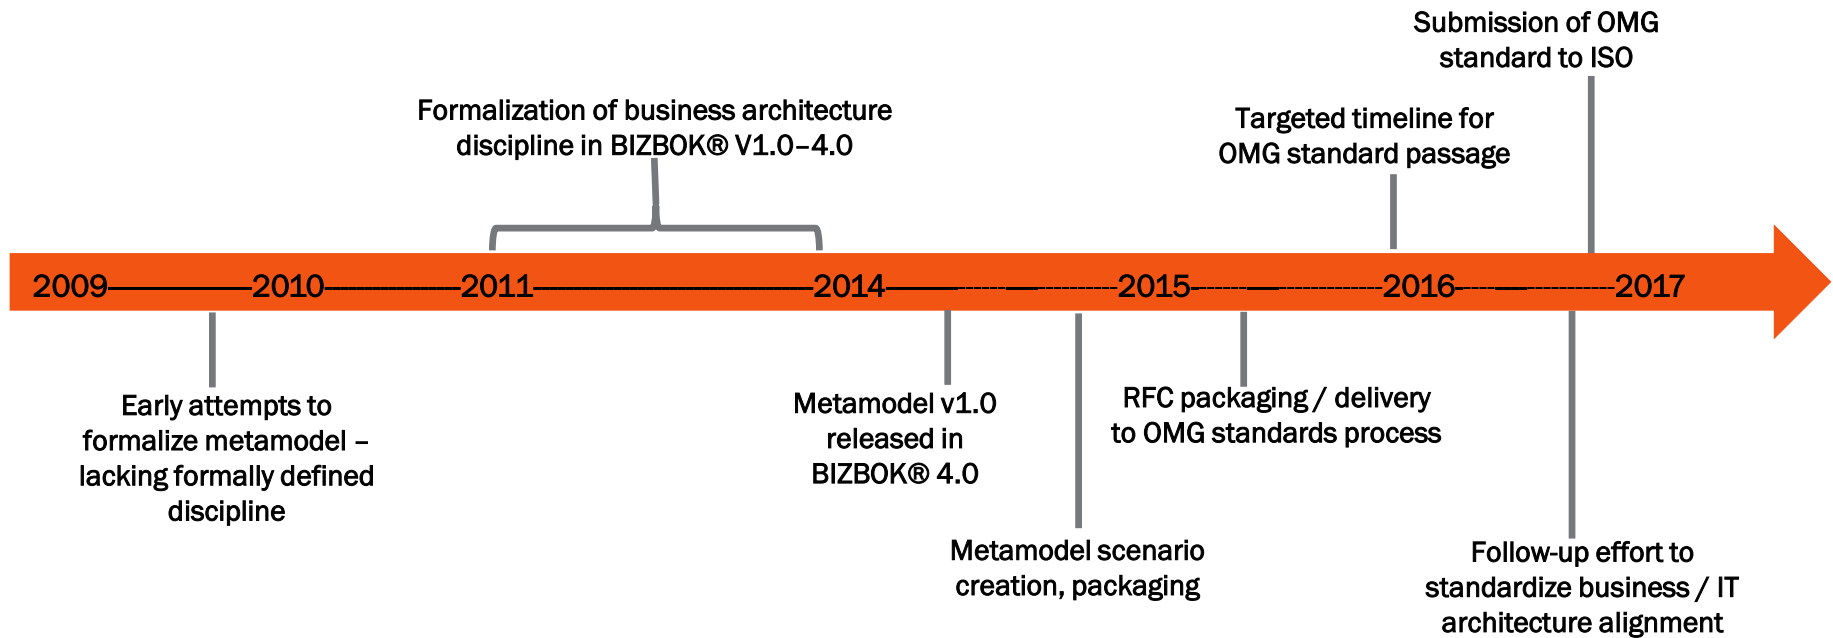 Submission of OMG
standard to ISO
Formalization of business architecture
discipline in BIZBOK® V1.0–4.0
Targeted timeline for
OMG standard passage
2009 2010 2011 2014 2015 2016 2017
Early attempts to
formalize metamodel –
lacking formally defined
discipline
Metamodel v1.0
released in
BIZBOK® 4.0
Metamodel scenario
creation, packaging
RFC packaging / delivery
to OMG standards process
Follow-up effort to
standardize business / IT
architecture alignment